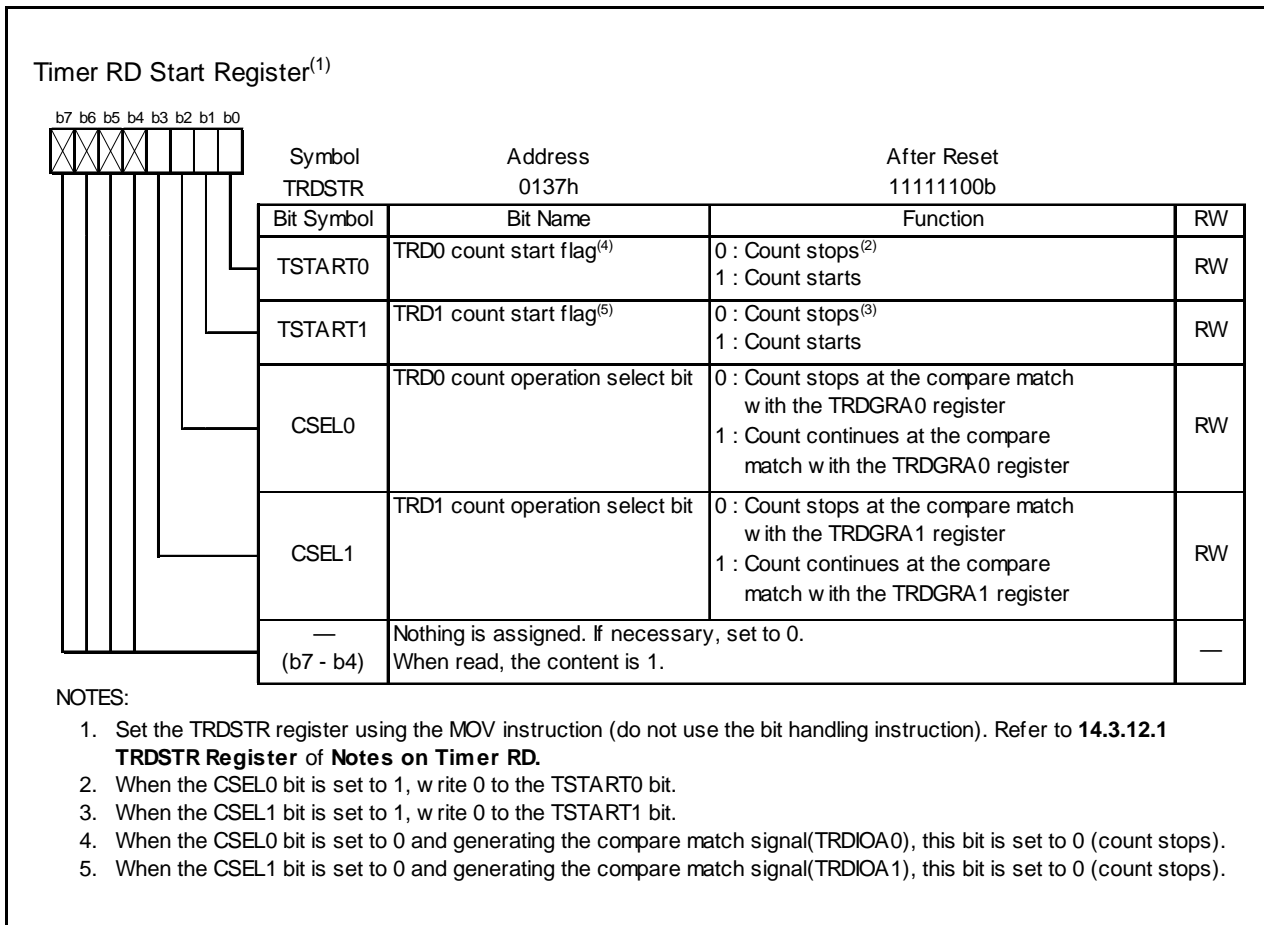 Timer RD Start Register(1)
b7 b6 b5 b4 b3 b2 b1 b0
Symbol Address After Reset
TRDSTR 0137h 11111100b
Bit Symbol Bit Name Function RW
TSTART0 TRD0 count start flag(4) 0 : Count stops(2) RW
1 : Count starts
TSTART1 TRD1 count start flag(5) 0 : Count stops(3) RW
1 : Count starts
CSEL0 TRD0 count operation select bit 0 : Count stops at the compare match RW
with the TRDGRA0 register
1 : Count continues at the compare
match with the TRDGRA0 register
CSEL1 TRD1 count operation select bit 0 : Count stops at the compare match RW
with the TRDGRA1 register
1 : Count continues at the compare
match with the TRDGRA1 register
— Nothing is assigned. If necessary, set to 0. —
(b7 - b4) When read, the content is 1.
NOTES:
1. Set the TRDSTR register using the MOV instruction (do not use the bit handling instruction). Refer to 14.3.12.1
TRDSTR Register of Notes on Timer RD.
2. When the CSEL0 bit is set to 1, write 0 to the TSTART0 bit.
3. When the CSEL1 bit is set to 1, write 0 to the TSTART1 bit.
4. When the CSEL0 bit is set to 0 and generating the compare match signal(TRDIOA0), this bit is set to 0 (count stops).
5. When the CSEL1 bit is set to 0 and generating the compare match signal(TRDIOA1), this bit is set to 0 (count stops).